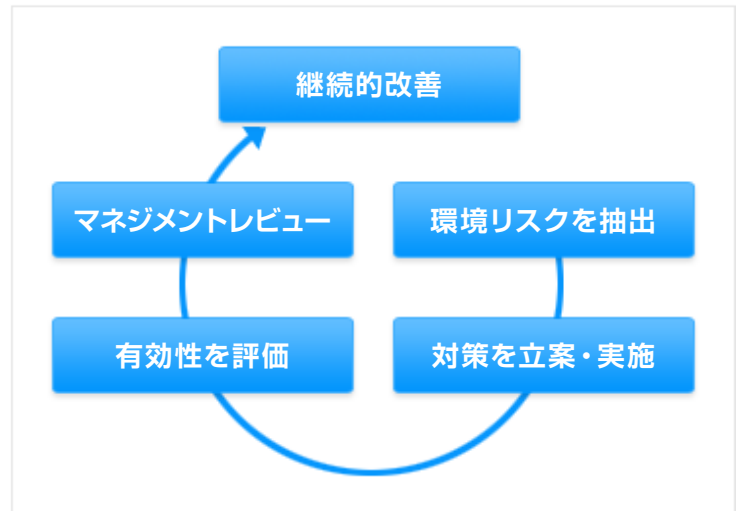 継続的改善
マネジメントレビュー
環境リスクを抽出
有効性を評価
対策を立案・実施